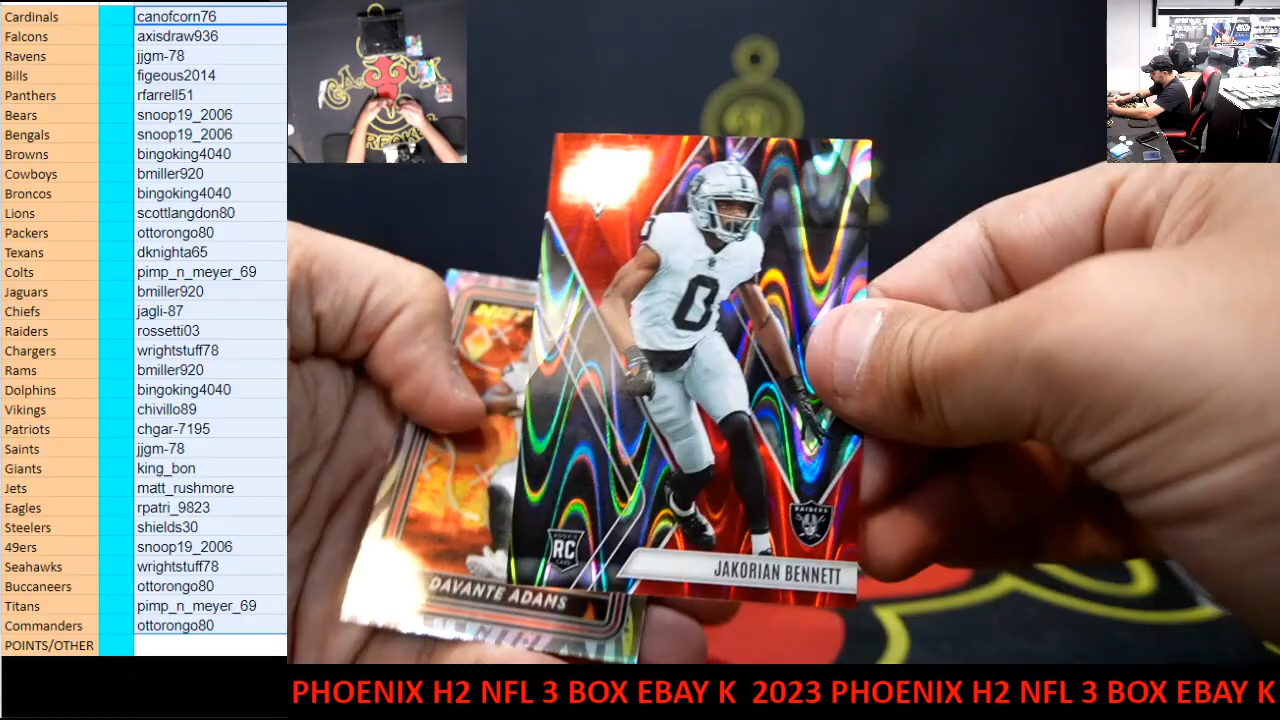 Cardinals canofcorn76
Falcons axisdraw936
Ravens jjgm-78
Bills figeous2014
Panthers rfarrell51
Bears snoop19_2006
Bengals snoop19_2006
Browns bingoking4040
Cowboys bmiller920
Broncos bingoking4040
Lions scottlangdon80
Packers ottorongo80
Texans dknighta65
Colts pimp_n_meyer_69
Jaguars bmiller920
Chiefs jagli-87
Raiders rossetti03
Chargers wrightstuff78
Rams bmiller920
Dolphins bingoking4040
Vikings chivillo89
Patriots chgar-7195
Saints jjgm-78
Giants king_bon
Jets matt_rushmore
Eagles rpatri_9823
Steelers shields30
49ers snoop19_2006
Seahawks wrightstuff78
Buccaneers ottorongo80
Titans pimp_n_meyer_69
Commanders ottorongo80
POINTS/OTHER
0
RAIDERS
RC
JAKORIAN BENNETT
DAVANTE ADAMS
PHOENIX H2 NFL 3 BOX EBAY K 2023 PHOENIX H2 NFL 3 BOX EBAY K